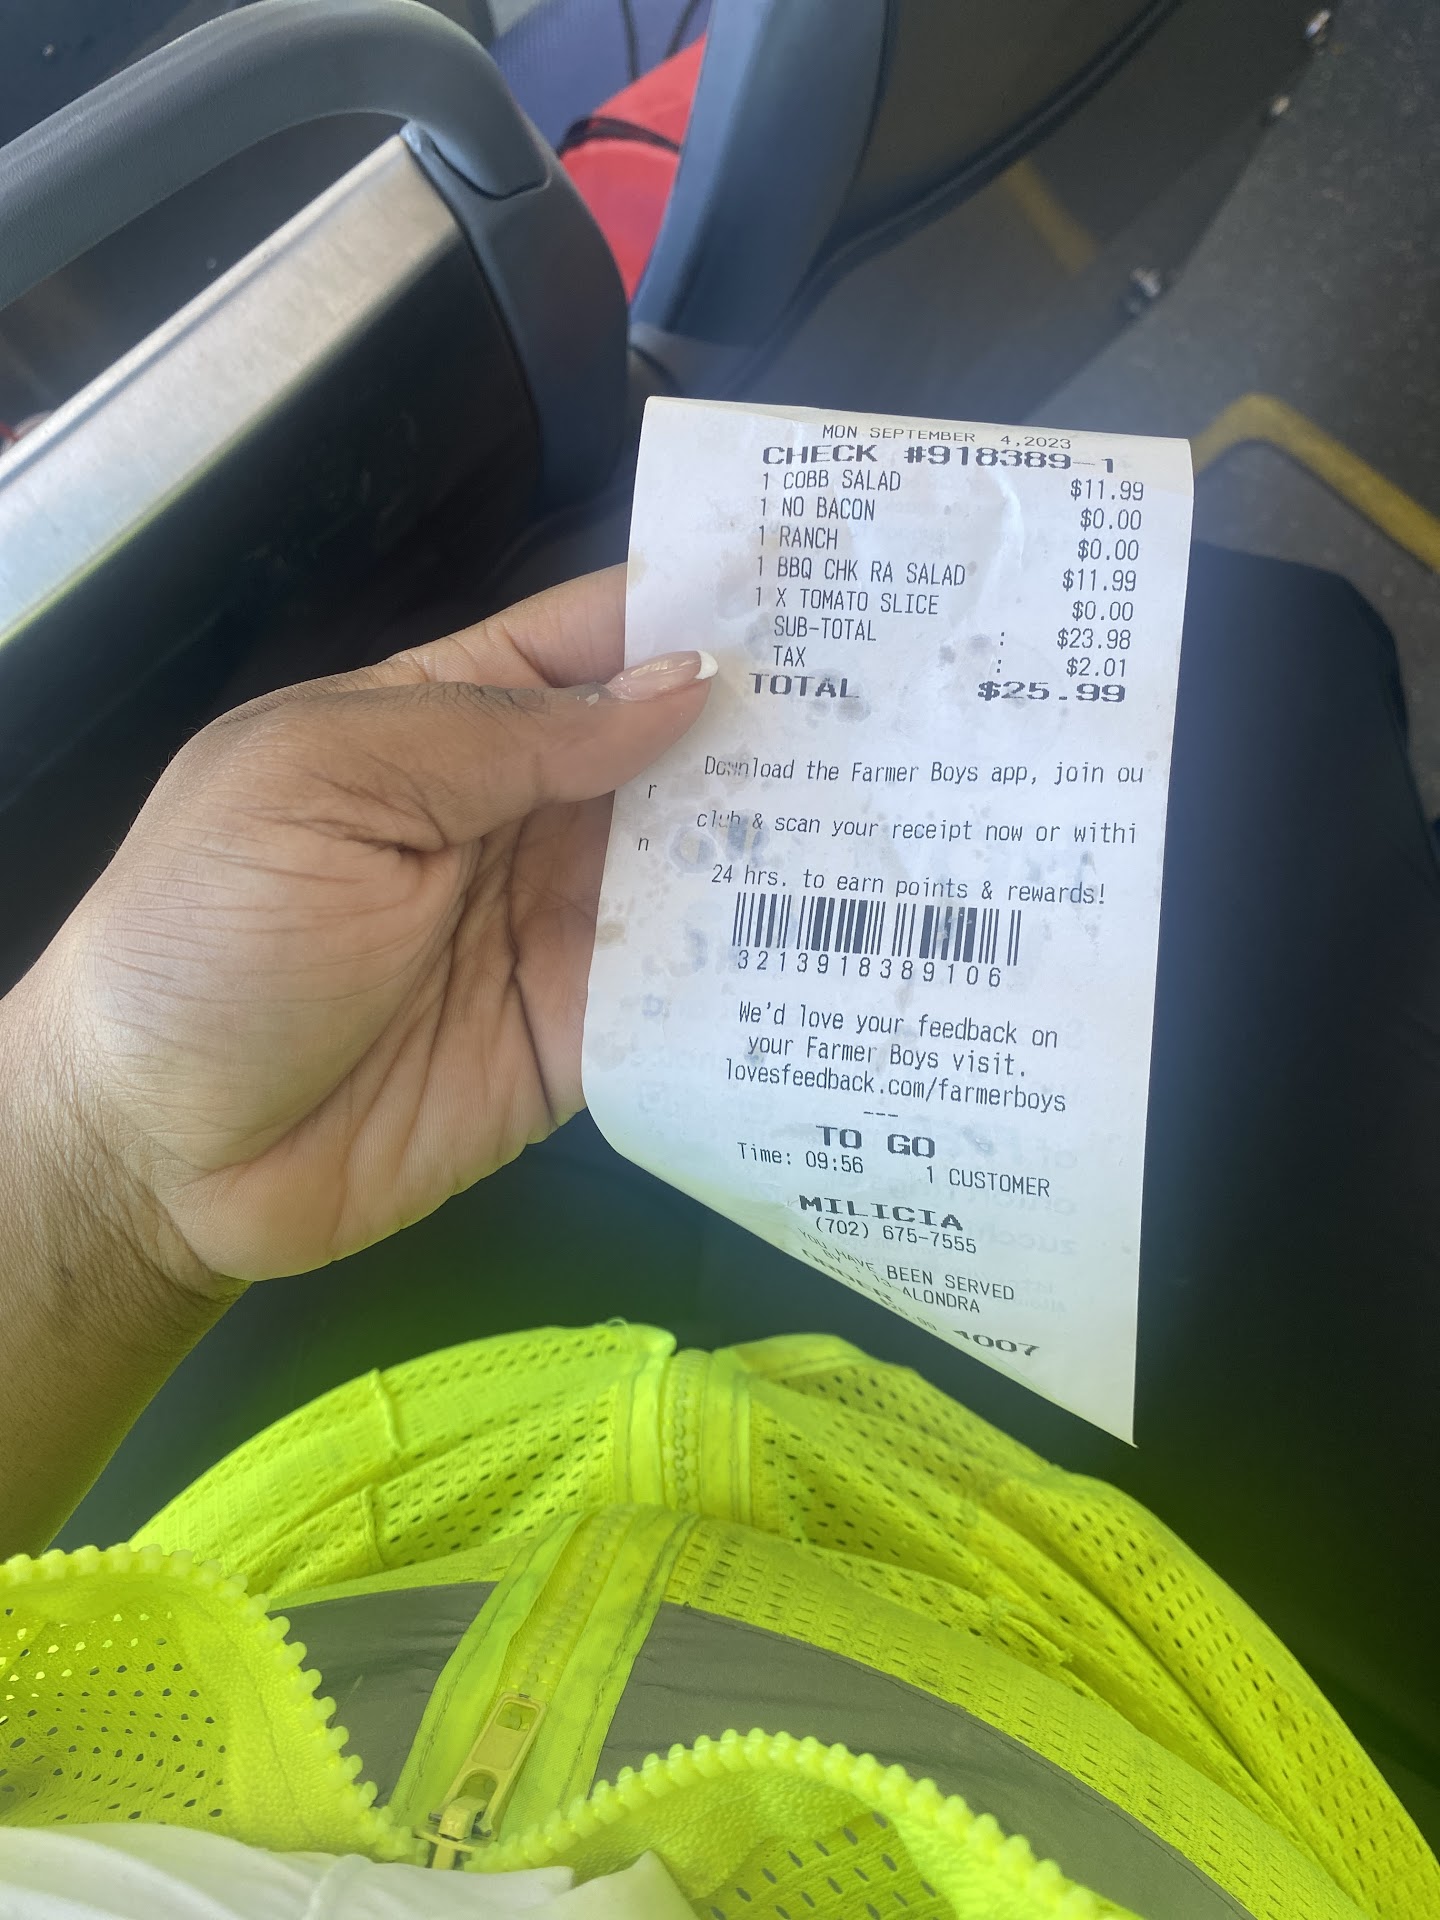 MON SEPTEMBER 4,2023
CHECK #918389-1
1 COBB SALAD $11.99
1 NO BACON $0.00
1 RANCH $0.00
1 BBQ CHK RA SALAD $11.99
1 X TOMATO SLICE $0.00
SUB-TOTAL : $23.98
TAX : $2.01
TOTAL $25.99
Download the Farmer Boys app, join ou
r
club & scan your receipt now or withi
n
24 hrs. to earn points & rewards!
3213918389106
We'd love your feedback on
your Farmer Boys visit.
lovesfeedback.com/farmerboys
---
TO GO
Time: 09:56 1 CUSTOMER
MILICIA
(702) 675-7555
YOU HAVE BEEN SERVED
BY: 13 ALONDRA
ORDER 4007